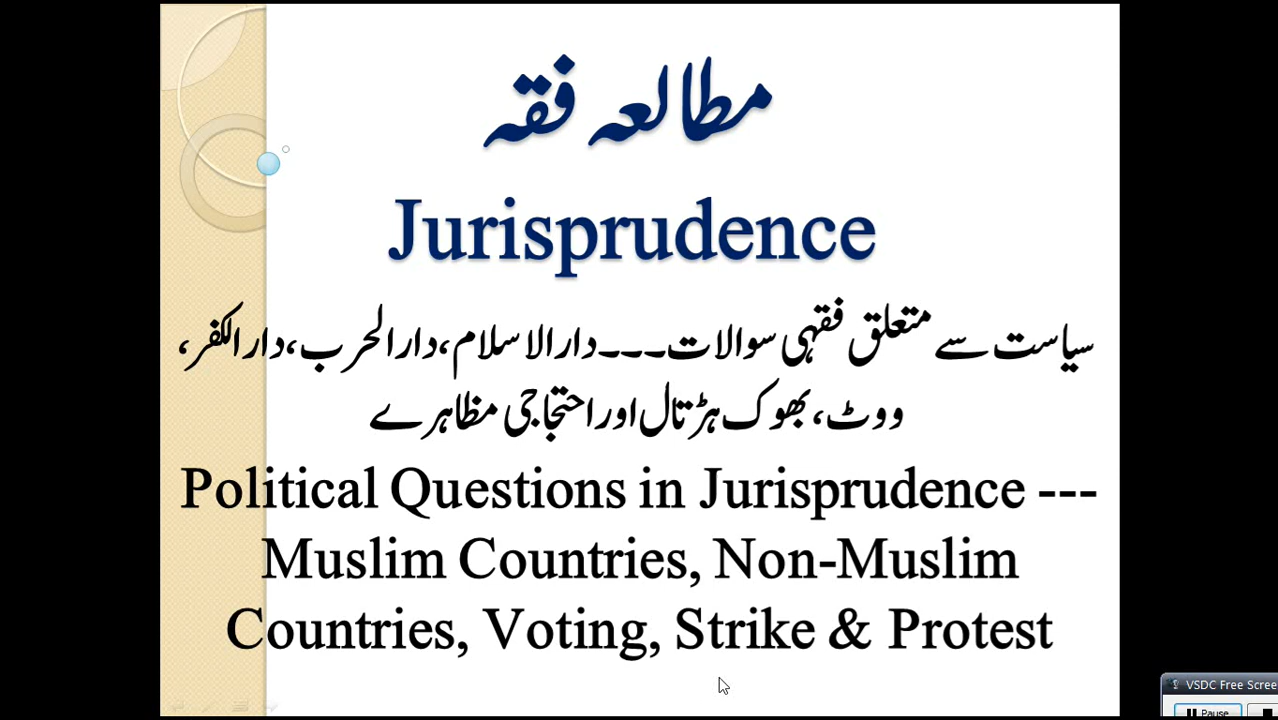 مطالعہ فقہ
Jurisprudence
سیاست سے متعلق فقہی سوالات۔۔۔دارالاسلام،دارالحرب،دارالکفر،
ووٹ، بھوک ہڑتال اور احتجاجی مظاہرے
Political Questions in Jurisprudence ---
Muslim Countries, Non-Muslim
Countries, Voting, Strike & Protest
VSDC Free Scree
Pause